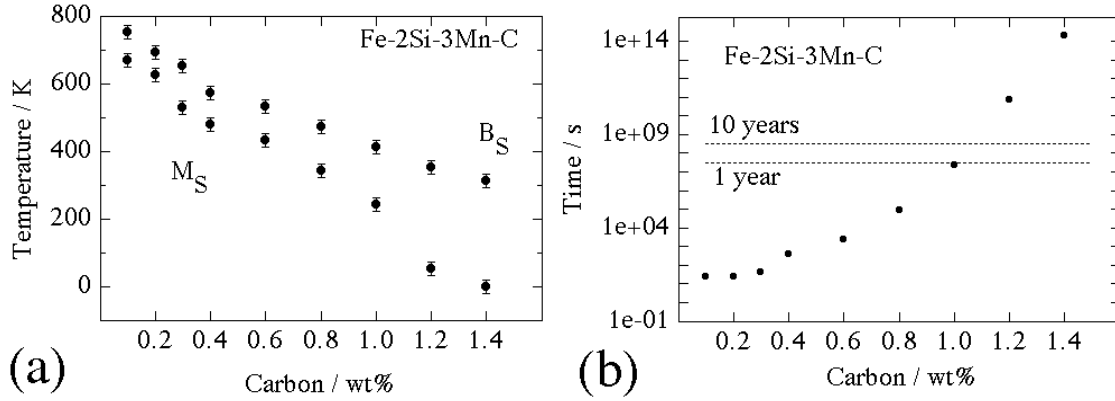 800
600
400
200
0
Temperature / K
Fe-2Si-3Mn-C
M_S
B_S
0.2 0.4 0.6 0.8 1.0 1.2 1.4
Carbon / wt%
(a)
1e+14
1e+09
1e+04
1e-01
Time / s
Fe-2Si-3Mn-C
10 years
1 year
0.2 0.4 0.6 0.8 1.0 1.2 1.4
Carbon / wt%
(b)